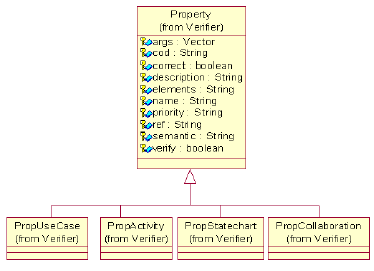 Property
(from Verifier)
args : Vector
cod : String
correct : boolean
description : String
elements : String
name : String
priority : String
ref : String
semantic : String
verify : boolean
PropUseCase
(from Verifier)
PropActivity
(from Verifier)
PropStatechart
(from Verifier)
PropCollaboration
(from Verifier)